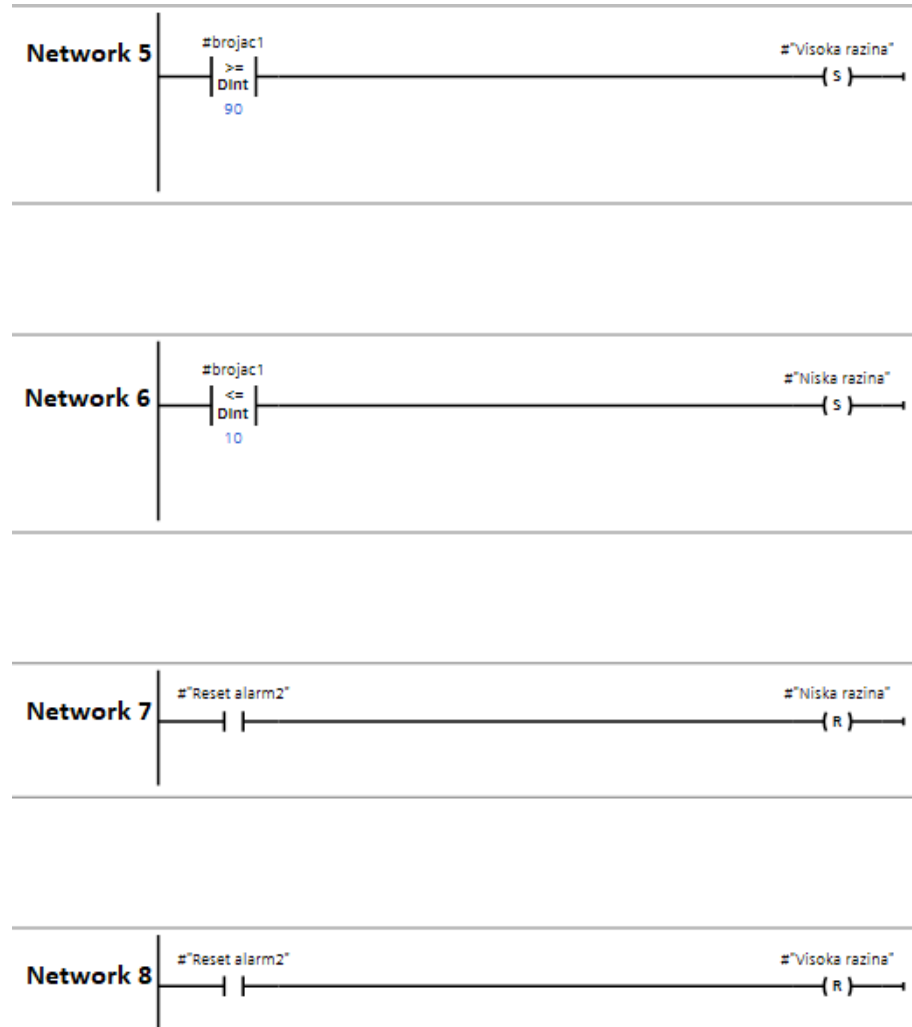 Network 5
#brojac1
>=
DInt
90
#"Visoka razina"
S
Network 6
#brojac1
<=
DInt
10
#"Niska razina"
S
Network 7
#"Reset alarm2"
#"Niska razina"
R
Network 8
#"Reset alarm2"
#"Visoka razina"
R